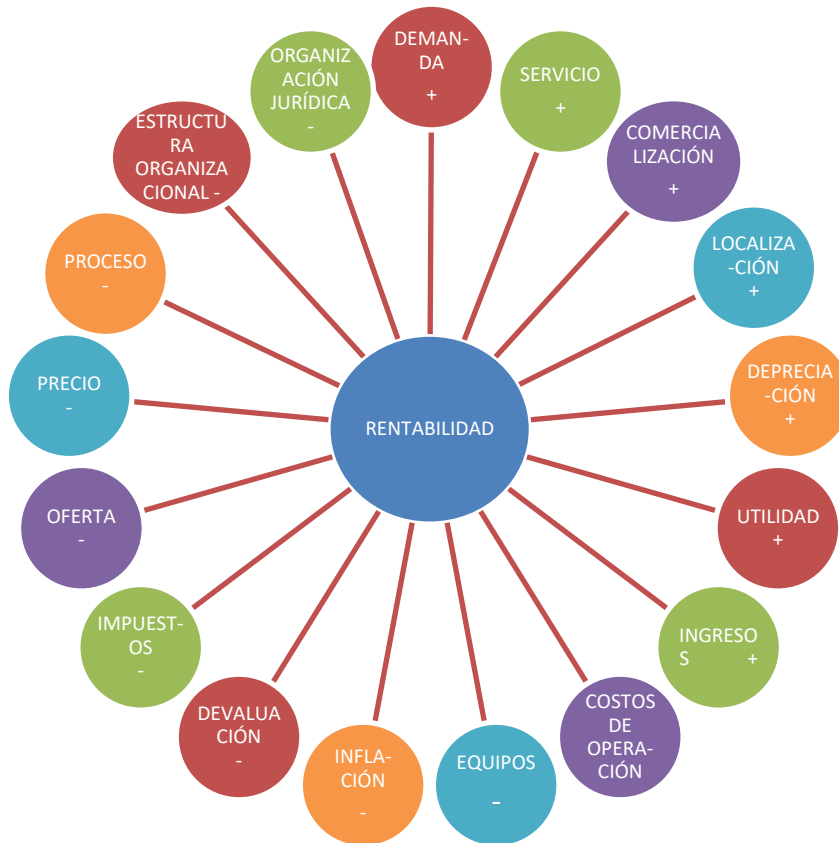 DEMAN-
DA
+
SERVICIO
+
COMERCIA
LIZACIÓN
+
LOCALIZA
-CIÓN
+
DEPRECIA
-CIÓN
+
UTILIDAD
+
INGRESO
S +
COSTOS
DE
OPERA-
CIÓN
EQUIPOS
-
INFLA-
CIÓN
-
DEVALUA
CIÓN
-
IMPUEST-
OS
-
OFERTA
-
PRECIO
-
PROCESO
-
ESTRUCTU
RA
ORGANIZA
CIONAL -
ORGANIZ
ACIÓN
JURÍDICA
-
RENTABILIDAD